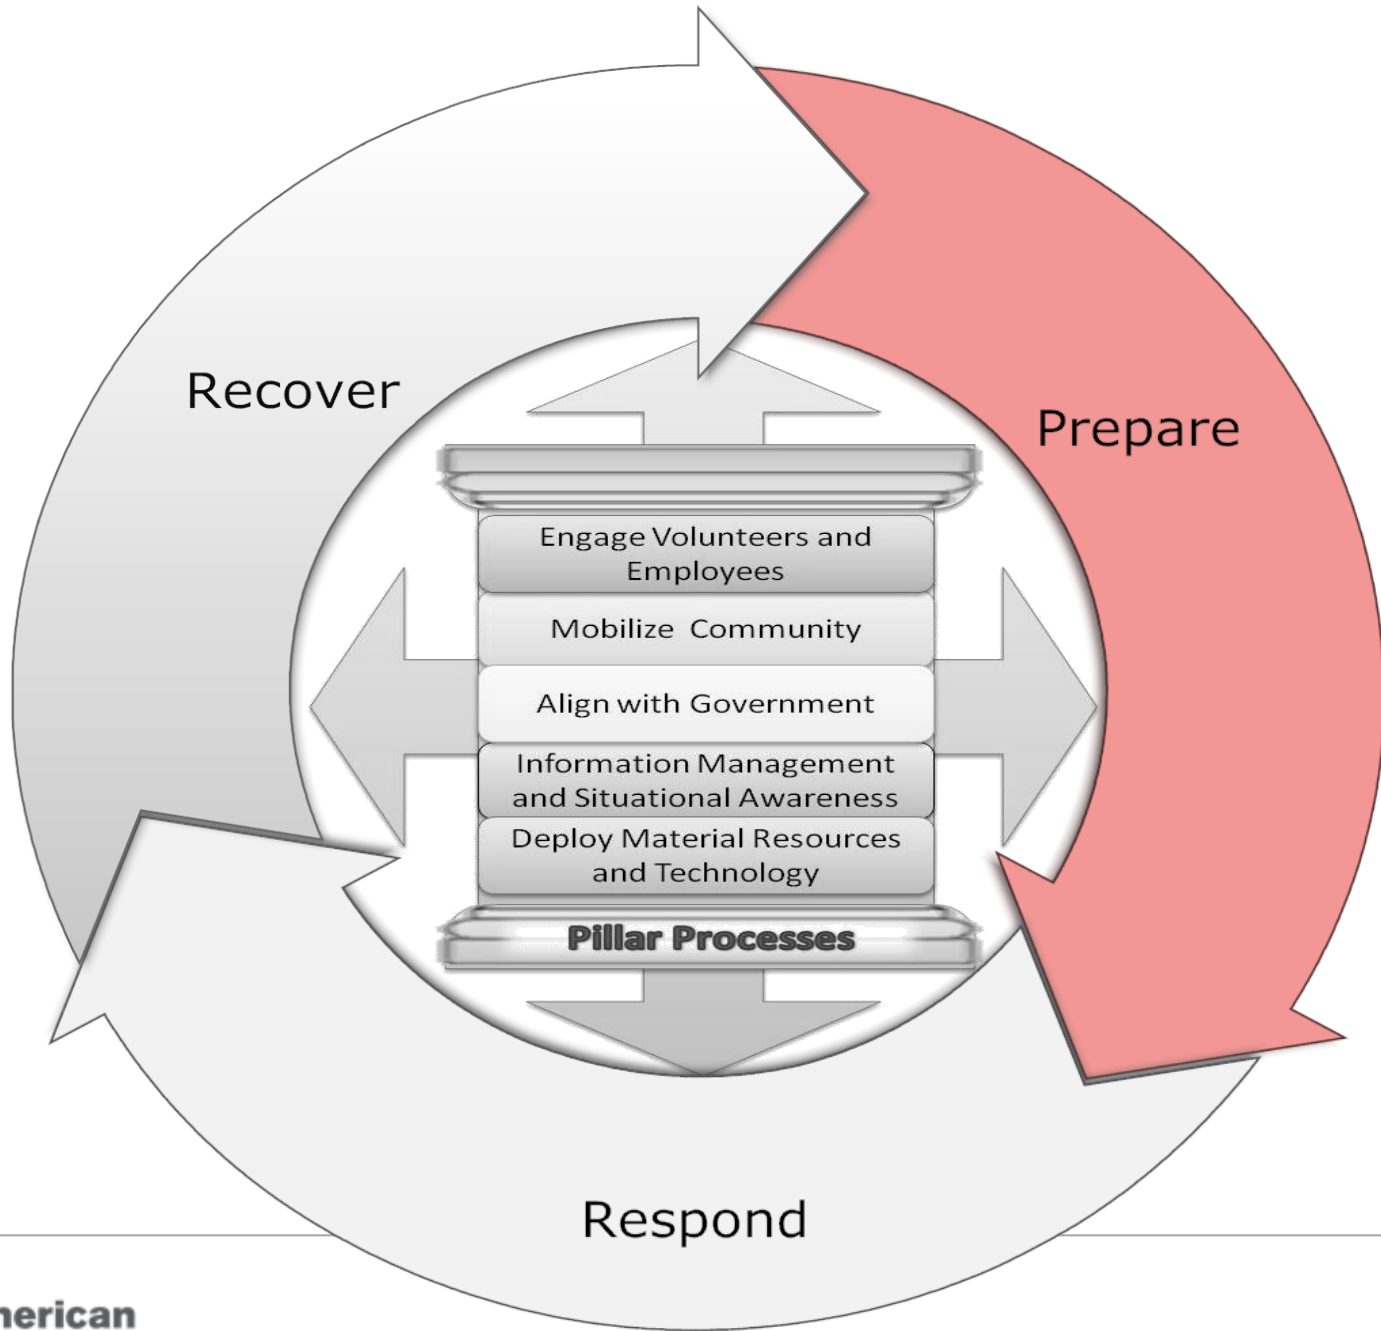 Recover
Prepare
Engage Volunteers and
Employees
Mobilize Community
Align with Government
Information Management
and Situational Awareness
Deploy Material Resources
and Technology
Pillar Processes
Respond
nerican